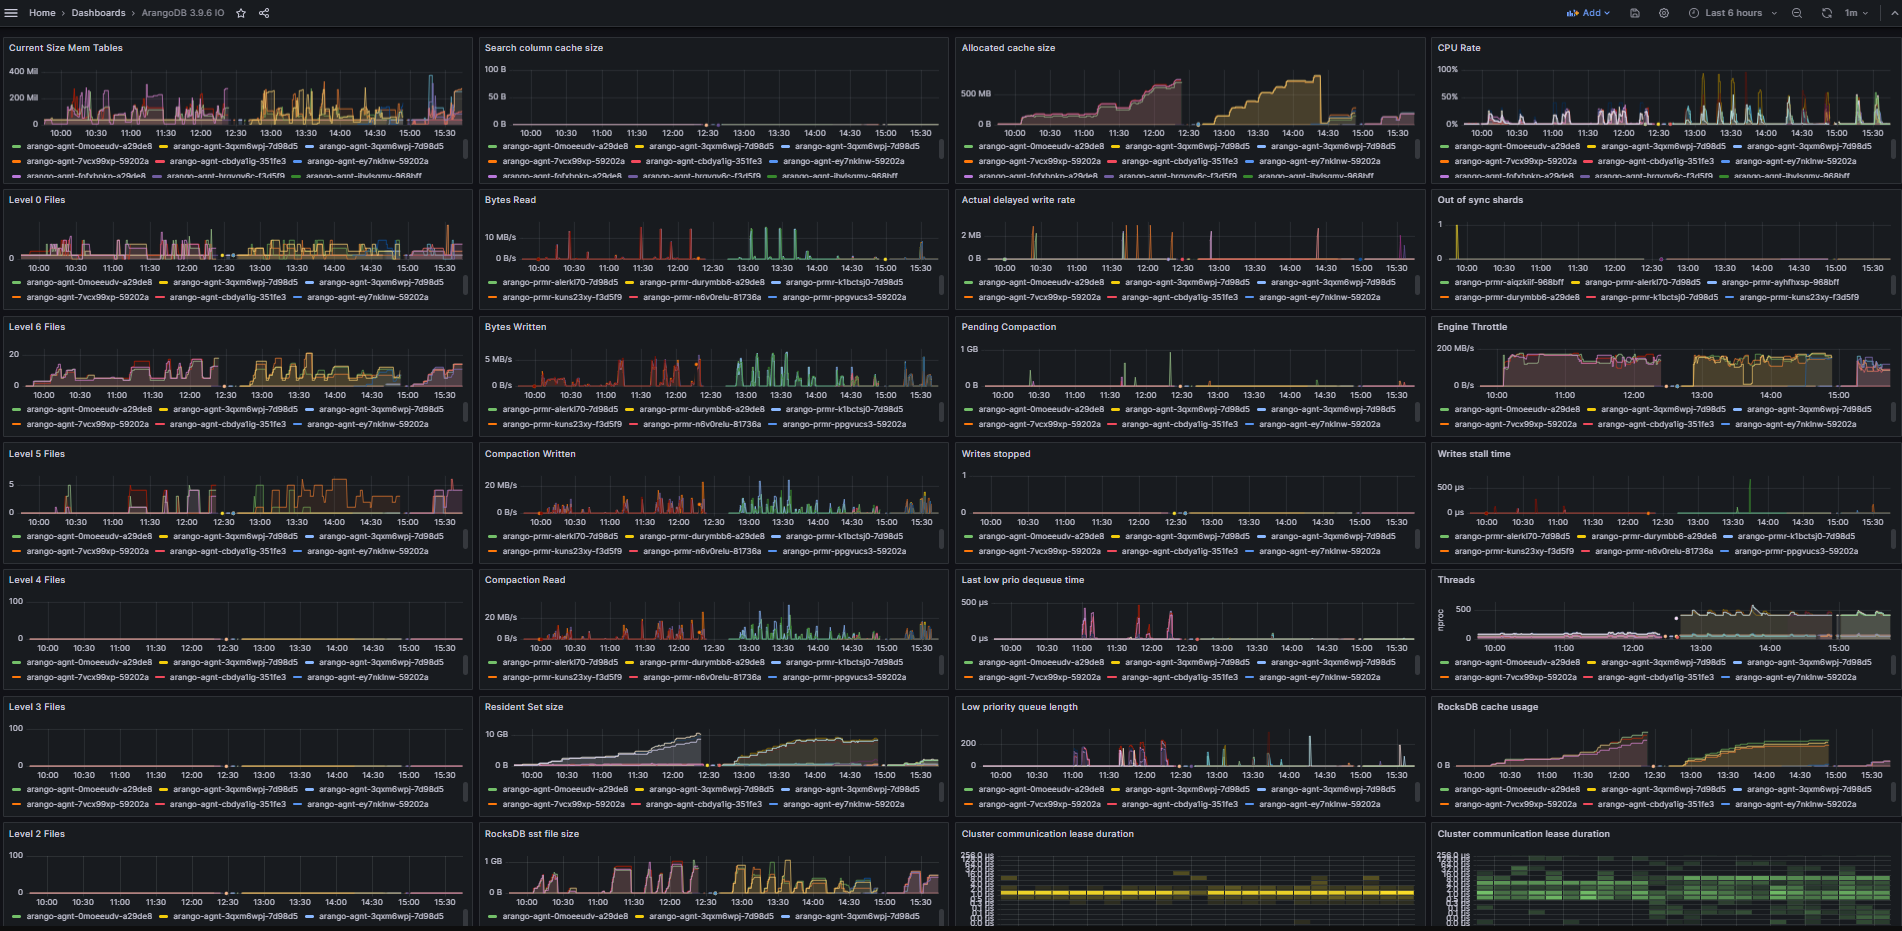 Home › Dashboards › ArangoDB 3.9.6 IO
Add
Last 6 hours
1m
Current Size Mem Tables
400 Mil
200 Mil
0
10:00 10:30 11:00 11:30 12:00 12:30 13:00 13:30 14:00 14:30 15:00 15:30
arango-agnt-0moeeudv-a29de8 arango-agnt-3qxm6wpj-7d98d5 arango-agnt-3qxm6wpj-7d98d5
arango-agnt-7vcx99xp-59202a arango-agnt-cbdya1ig-351fe3 arango-agnt-ey7nklnw-59202a
Search column cache size
100 B
50 B
0 B
10:00 10:30 11:00 11:30 12:00 12:30 13:00 13:30 14:00 14:30 15:00 15:30
arango-agnt-0moeeudv-a29de8 arango-agnt-3qxm6wpj-7d98d5 arango-agnt-3qxm6wpj-7d98d5
arango-agnt-7vcx99xp-59202a arango-agnt-cbdya1ig-351fe3 arango-agnt-ey7nklnw-59202a
Allocated cache size
500 MB
0 B
10:00 10:30 11:00 11:30 12:00 12:30 13:00 13:30 14:00 14:30 15:00 15:30
arango-agnt-0moeeudv-a29de8 arango-agnt-3qxm6wpj-7d98d5 arango-agnt-3qxm6wpj-7d98d5
arango-agnt-7vcx99xp-59202a arango-agnt-cbdya1ig-351fe3 arango-agnt-ey7nklnw-59202a
CPU Rate
100%
50%
0%
10:00 10:30 11:00 11:30 12:00 12:30 13:00 13:30 14:00 14:30 15:00 15:30
arango-agnt-0moeeudv-a29de8 arango-agnt-3qxm6wpj-7d98d5 arango-agnt-3qxm6wpj-7d98d5
arango-agnt-7vcx99xp-59202a arango-agnt-cbdya1ig-351fe3 arango-agnt-ey7nklnw-59202a
Level 0 Files
0
10:00 10:30 11:00 11:30 12:00 12:30 13:00 13:30 14:00 14:30 15:00 15:30
arango-agnt-0moeeudv-a29de8 arango-agnt-3qxm6wpj-7d98d5 arango-agnt-3qxm6wpj-7d98d5
arango-agnt-7vcx99xp-59202a arango-agnt-cbdya1ig-351fe3 arango-agnt-ey7nklnw-59202a
Bytes Read
10 MB/s
0 B/s
10:00 10:30 11:00 11:30 12:00 12:30 13:00 13:30 14:00 14:30 15:00 15:30
arango-prmr-alerkl70-7d98d5 arango-prmr-durymbb6-a29de8 arango-prmr-k1bctsj0-7d98d5
arango-prmr-kuns23xy-f3d5f9 arango-prmr-n6v0relu-81736a arango-prmr-ppgvucs3-59202a
Actual delayed write rate
2 MB
0 B
10:00 10:30 11:00 11:30 12:00 12:30 13:00 13:30 14:00 14:30 15:00 15:30
arango-agnt-0moeeudv-a29de8 arango-agnt-3qxm6wpj-7d98d5 arango-agnt-3qxm6wpj-7d98d5
arango-agnt-7vcx99xp-59202a arango-agnt-cbdya1ig-351fe3 arango-agnt-ey7nklnw-59202a
Out of sync shards
1
0
10:00 10:30 11:00 11:30 12:00 12:30 13:00 13:30 14:00 14:30 15:00 15:30
arango-prmr-aiqzkiif-968bff arango-prmr-alerkl70-7d98d5 arango-prmr-ayhfhxsp-968bff
arango-prmr-durymbb6-a29de8 arango-prmr-k1bctsj0-7d98d5 arango-prmr-kuns23xy-f3d5f9
Level 6 Files
20
0
10:00 10:30 11:00 11:30 12:00 12:30 13:00 13:30 14:00 14:30 15:00 15:30
arango-agnt-0moeeudv-a29de8 arango-agnt-3qxm6wpj-7d98d5 arango-agnt-3qxm6wpj-7d98d5
arango-agnt-7vcx99xp-59202a arango-agnt-cbdya1ig-351fe3 arango-agnt-ey7nklnw-59202a
Bytes Written
5 MB/s
0 B/s
10:00 10:30 11:00 11:30 12:00 12:30 13:00 13:30 14:00 14:30 15:00 15:30
arango-prmr-alerkl70-7d98d5 arango-prmr-durymbb6-a29de8 arango-prmr-k1bctsj0-7d98d5
arango-prmr-kuns23xy-f3d5f9 arango-prmr-n6v0relu-81736a arango-prmr-ppgvucs3-59202a
Pending Compaction
1 GB
0 B
10:00 10:30 11:00 11:30 12:00 12:30 13:00 13:30 14:00 14:30 15:00 15:30
arango-agnt-0moeeudv-a29de8 arango-agnt-3qxm6wpj-7d98d5 arango-agnt-3qxm6wpj-7d98d5
arango-agnt-7vcx99xp-59202a arango-agnt-cbdya1ig-351fe3 arango-agnt-ey7nklnw-59202a
Engine Throttle
200 MB/s
0 B/s
10:00 11:00 12:00 13:00 14:00 15:00
arango-agnt-0moeeudv-a29de8 arango-agnt-3qxm6wpj-7d98d5 arango-agnt-3qxm6wpj-7d98d5
arango-agnt-7vcx99xp-59202a arango-agnt-cbdya1ig-351fe3 arango-agnt-ey7nklnw-59202a
Level 5 Files
5
0
10:00 10:30 11:00 11:30 12:00 12:30 13:00 13:30 14:00 14:30 15:00 15:30
arango-agnt-0moeeudv-a29de8 arango-agnt-3qxm6wpj-7d98d5 arango-agnt-3qxm6wpj-7d98d5
arango-agnt-7vcx99xp-59202a arango-agnt-cbdya1ig-351fe3 arango-agnt-ey7nklnw-59202a
Compaction Written
20 MB/s
0 B/s
10:00 10:30 11:00 11:30 12:00 12:30 13:00 13:30 14:00 14:30 15:00 15:30
arango-prmr-alerkl70-7d98d5 arango-prmr-durymbb6-a29de8 arango-prmr-k1bctsj0-7d98d5
arango-prmr-kuns23xy-f3d5f9 arango-prmr-n6v0relu-81736a arango-prmr-ppgvucs3-59202a
Writes stopped
1
0
10:00 10:30 11:00 11:30 12:00 12:30 13:00 13:30 14:00 14:30 15:00 15:30
arango-agnt-0moeeudv-a29de8 arango-agnt-3qxm6wpj-7d98d5 arango-agnt-3qxm6wpj-7d98d5
arango-agnt-7vcx99xp-59202a arango-agnt-cbdya1ig-351fe3 arango-agnt-ey7nklnw-59202a
Writes stall time
500 µs
0 µs
10:00 10:30 11:00 11:30 12:00 12:30 13:00 13:30 14:00 14:30 15:00 15:30
arango-prmr-alerkl70-7d98d5 arango-prmr-durymbb6-a29de8 arango-prmr-k1bctsj0-7d98d5
arango-prmr-kuns23xy-f3d5f9 arango-prmr-n6v0relu-81736a arango-prmr-ppgvucs3-59202a
Level 4 Files
100
0
10:00 10:30 11:00 11:30 12:00 12:30 13:00 13:30 14:00 14:30 15:00 15:30
arango-agnt-0moeeudv-a29de8 arango-agnt-3qxm6wpj-7d98d5 arango-agnt-3qxm6wpj-7d98d5
arango-agnt-7vcx99xp-59202a arango-agnt-cbdya1ig-351fe3 arango-agnt-ey7nklnw-59202a
Compaction Read
20 MB/s
0 B/s
10:00 10:30 11:00 11:30 12:00 12:30 13:00 13:30 14:00 14:30 15:00 15:30
arango-prmr-alerkl70-7d98d5 arango-prmr-durymbb6-a29de8 arango-prmr-k1bctsj0-7d98d5
arango-prmr-kuns23xy-f3d5f9 arango-prmr-n6v0relu-81736a arango-prmr-ppgvucs3-59202a
Last low prio dequeue time
500 µs
0 µs
10:00 10:30 11:00 11:30 12:00 12:30 13:00 13:30 14:00 14:30 15:00 15:30
arango-agnt-0moeeudv-a29de8 arango-agnt-3qxm6wpj-7d98d5 arango-agnt-3qxm6wpj-7d98d5
arango-agnt-7vcx99xp-59202a arango-agnt-cbdya1ig-351fe3 arango-agnt-ey7nklnw-59202a
Threads
nproc
500
0
10:00 11:00 12:00 13:00 14:00 15:00
arango-agnt-0moeeudv-a29de8 arango-agnt-3qxm6wpj-7d98d5 arango-agnt-3qxm6wpj-7d98d5
arango-agnt-7vcx99xp-59202a arango-agnt-cbdya1ig-351fe3 arango-agnt-ey7nklnw-59202a
Level 3 Files
100
0
10:00 10:30 11:00 11:30 12:00 12:30 13:00 13:30 14:00 14:30 15:00 15:30
arango-agnt-0moeeudv-a29de8 arango-agnt-3qxm6wpj-7d98d5 arango-agnt-3qxm6wpj-7d98d5
arango-agnt-7vcx99xp-59202a arango-agnt-cbdya1ig-351fe3 arango-agnt-ey7nklnw-59202a
Resident Set size
10 GB
0 B
10:00 10:30 11:00 11:30 12:00 12:30 13:00 13:30 14:00 14:30 15:00 15:30
arango-agnt-0moeeudv-a29de8 arango-agnt-3qxm6wpj-7d98d5 arango-agnt-3qxm6wpj-7d98d5
arango-agnt-7vcx99xp-59202a arango-agnt-cbdya1ig-351fe3 arango-agnt-ey7nklnw-59202a
Low priority queue length
200
0
10:00 10:30 11:00 11:30 12:00 12:30 13:00 13:30 14:00 14:30 15:00 15:30
arango-agnt-0moeeudv-a29de8 arango-agnt-3qxm6wpj-7d98d5 arango-agnt-3qxm6wpj-7d98d5
arango-agnt-7vcx99xp-59202a arango-agnt-cbdya1ig-351fe3 arango-agnt-ey7nklnw-59202a
RocksDB cache usage
0 B
10:00 10:30 11:00 11:30 12:00 12:30 13:00 13:30 14:00 14:30 15:00 15:30
arango-agnt-0moeeudv-a29de8 arango-agnt-3qxm6wpj-7d98d5 arango-agnt-3qxm6wpj-7d98d5
arango-agnt-7vcx99xp-59202a arango-agnt-cbdya1ig-351fe3 arango-agnt-ey7nklnw-59202a
Level 2 Files
100
0
10:00 10:30 11:00 11:30 12:00 12:30 13:00 13:30 14:00 14:30 15:00 15:30
arango-agnt-0moeeudv-a29de8 arango-agnt-3qxm6wpj-7d98d5 arango-agnt-3qxm6wpj-7d98d5
RocksDB sst file size
1 GB
0 B
10:00 10:30 11:00 11:30 12:00 12:30 13:00 13:30 14:00 14:30 15:00 15:30
arango-agnt-0moeeudv-a29de8 arango-agnt-3qxm6wpj-7d98d5 arango-agnt-3qxm6wpj-7d98d5
Cluster communication lease duration
Cluster communication lease duration